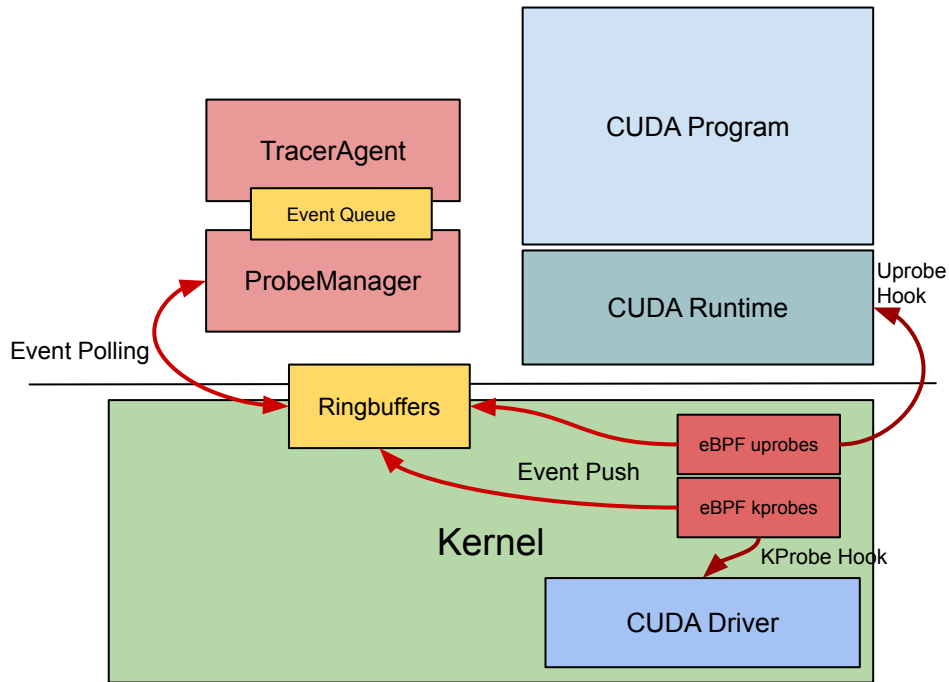 CUDA Program
TracerAgent
Event Queue
ProbeManager
CUDA Runtime
Uprobe
Hook
Event Polling
Ringbuffers
eBPF uprobes
Event Push
eBPF kprobes
Kernel
KProbe Hook
CUDA Driver